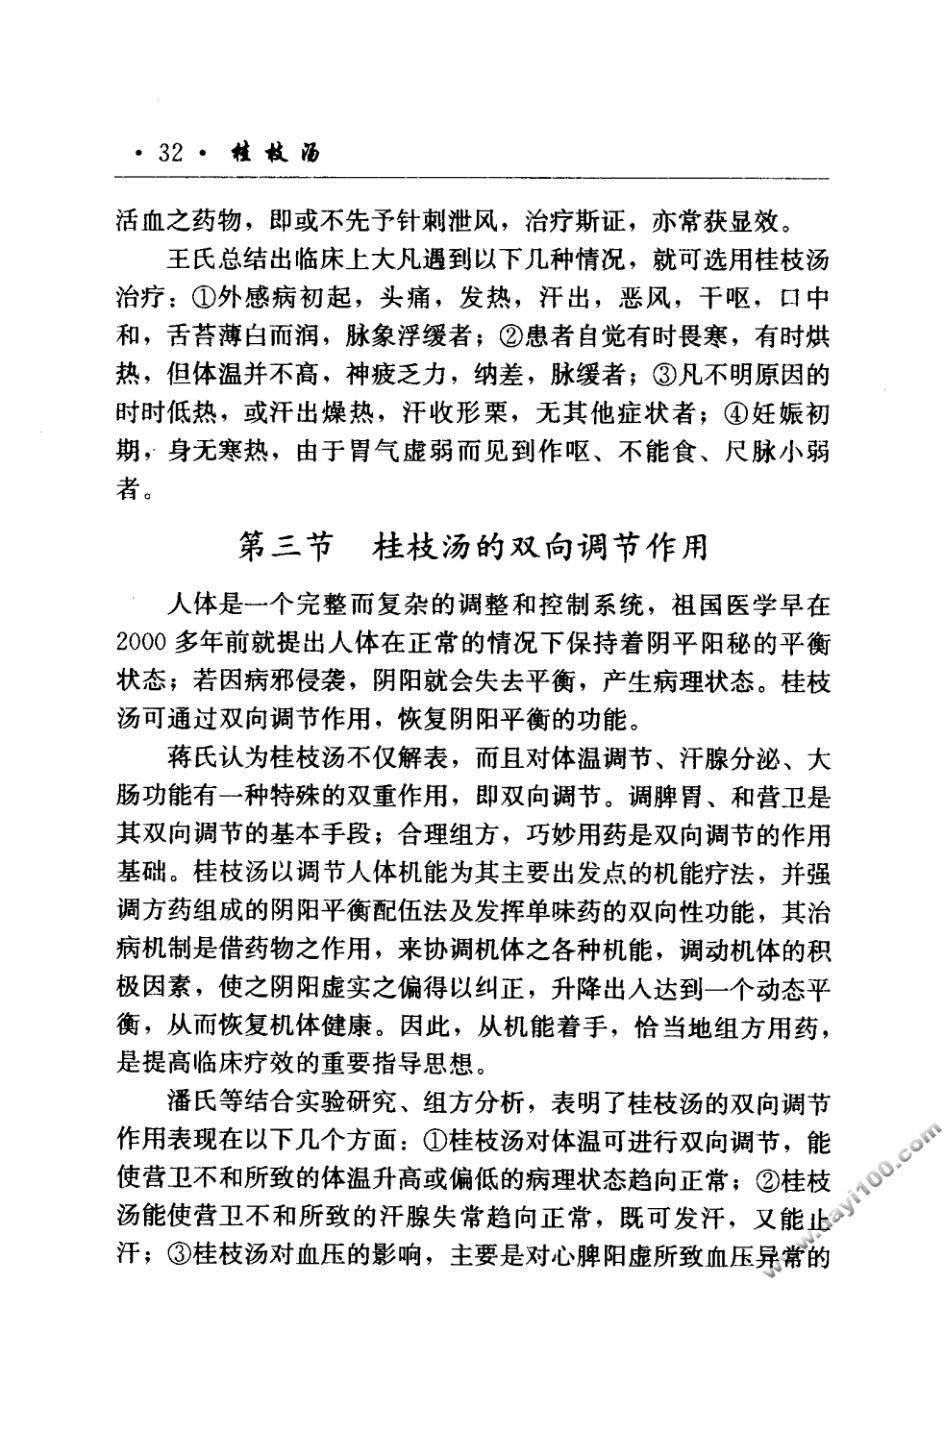 · 32 · 桂枝汤
活血之药物，即或不先予针刺泄风，治疗斯证，亦常获显效。
王氏总结出临床上大凡遇到以下几种情况，就可选用桂枝汤
治疗：①外感病初起，头痛，发热，汗出，恶风，干呕，口中
和，舌苔薄白而润，脉象浮缓者；②患者自觉有时畏寒，有时烘
热，但体温并不高，神疲乏力，纳差，脉缓者；③凡不明原因的
时时低热，或汗出燥热，汗收形栗，无其他症状者；④妊娠初
期，身无寒热，由于胃气虚弱而见到作呕、不能食、尺脉小弱
者。
第三节 桂枝汤的双向调节作用
人体是一个完整而复杂的调整和控制系统，祖国医学早在
2000 多年前就提出人体在正常的情况下保持着阴平阳秘的平衡
状态；若因病邪侵袭，阴阳就会失去平衡，产生病理状态。桂枝
汤可通过双向调节作用，恢复阴阳平衡的功能。
蒋氏认为桂枝汤不仅解表，而且对体温调节、汗腺分泌、大
肠功能有一种特殊的双重作用，即双向调节。调脾胃、和营卫是
其双向调节的基本手段；合理组方，巧妙用药是双向调节的作用
基础。桂枝汤以调节人体机能为其主要出发点的机能疗法，并强
调方药组成的阴阳平衡配伍法及发挥单味药的双向性功能，其治
病机制是借药物之作用，来协调机体之各种机能，调动机体的积
极因素，使之阴阳虚实之偏得以纠正，升降出入达到一个动态平
衡，从而恢复机体健康。因此，从机能着手，恰当地组方用药，
是提高临床疗效的重要指导思想。
潘氏等结合实验研究、组方分析，表明了桂枝汤的双向调节
作用表现在以下几个方面：①桂枝汤对体温可进行双向调节，能
使营卫不和所致的体温升高或偏低的病理状态趋向正常；②桂枝
汤能使营卫不和所致的汗腺失常趋向正常，既可发汗，又能止
汗；③桂枝汤对血压的影响，主要是对心脾阳虚所致血压异常的
www.nayi100.com